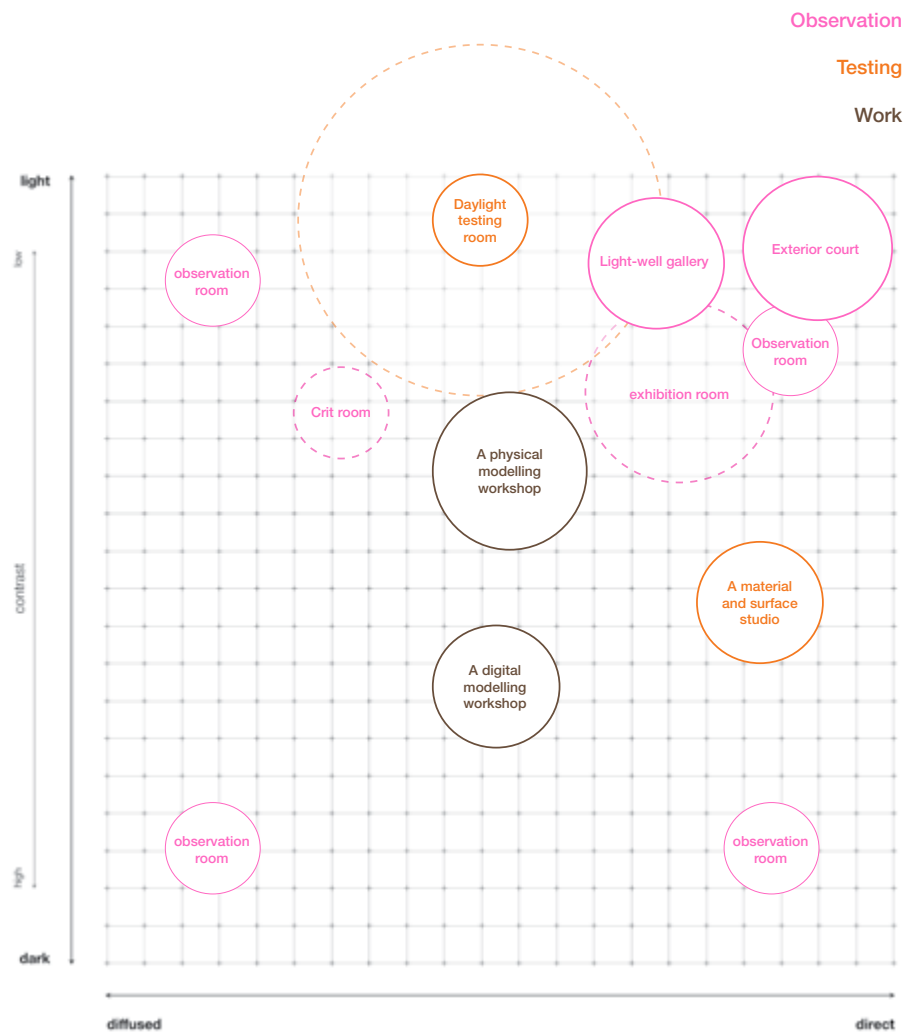 Observation
Testing
Work
light
low
Daylight
testing
room
Light-well gallery
Exterior court
observation
room
Observation
room
Crit room
exhibition room
A physical
modelling
workshop
contrast
A material
and surface
studio
A digital
modelling
workshop
observation
room
observation
room
high
dark
diffused
direct